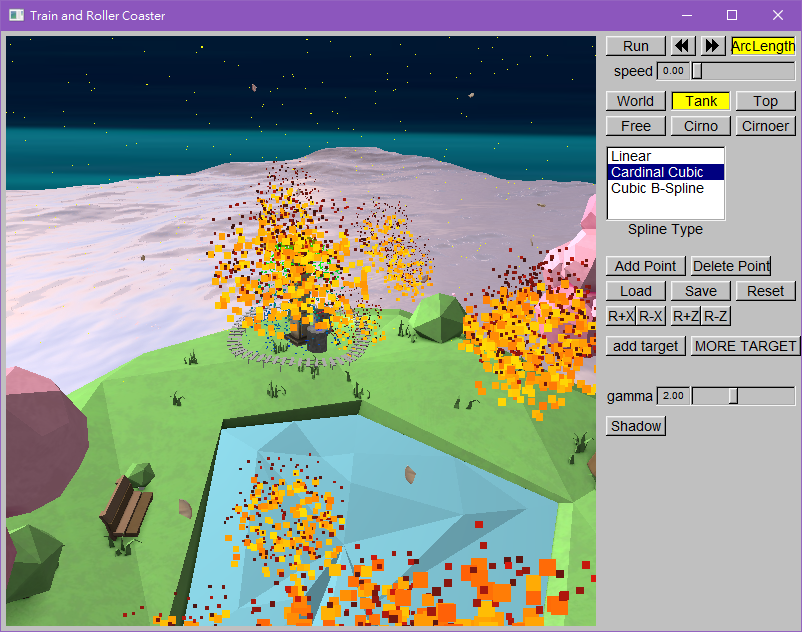 Train and Roller Coaster
Run ArcLength
speed 0.00
World Tank Top
Free Cirno Cirnoer
Linear
Cardinal Cubic
Cubic B-Spline
Spline Type
Add Point Delete Point
Load Save Reset
R+X R-X R+Z R-Z
add target MORE TARGET
gamma 2.00
Shadow